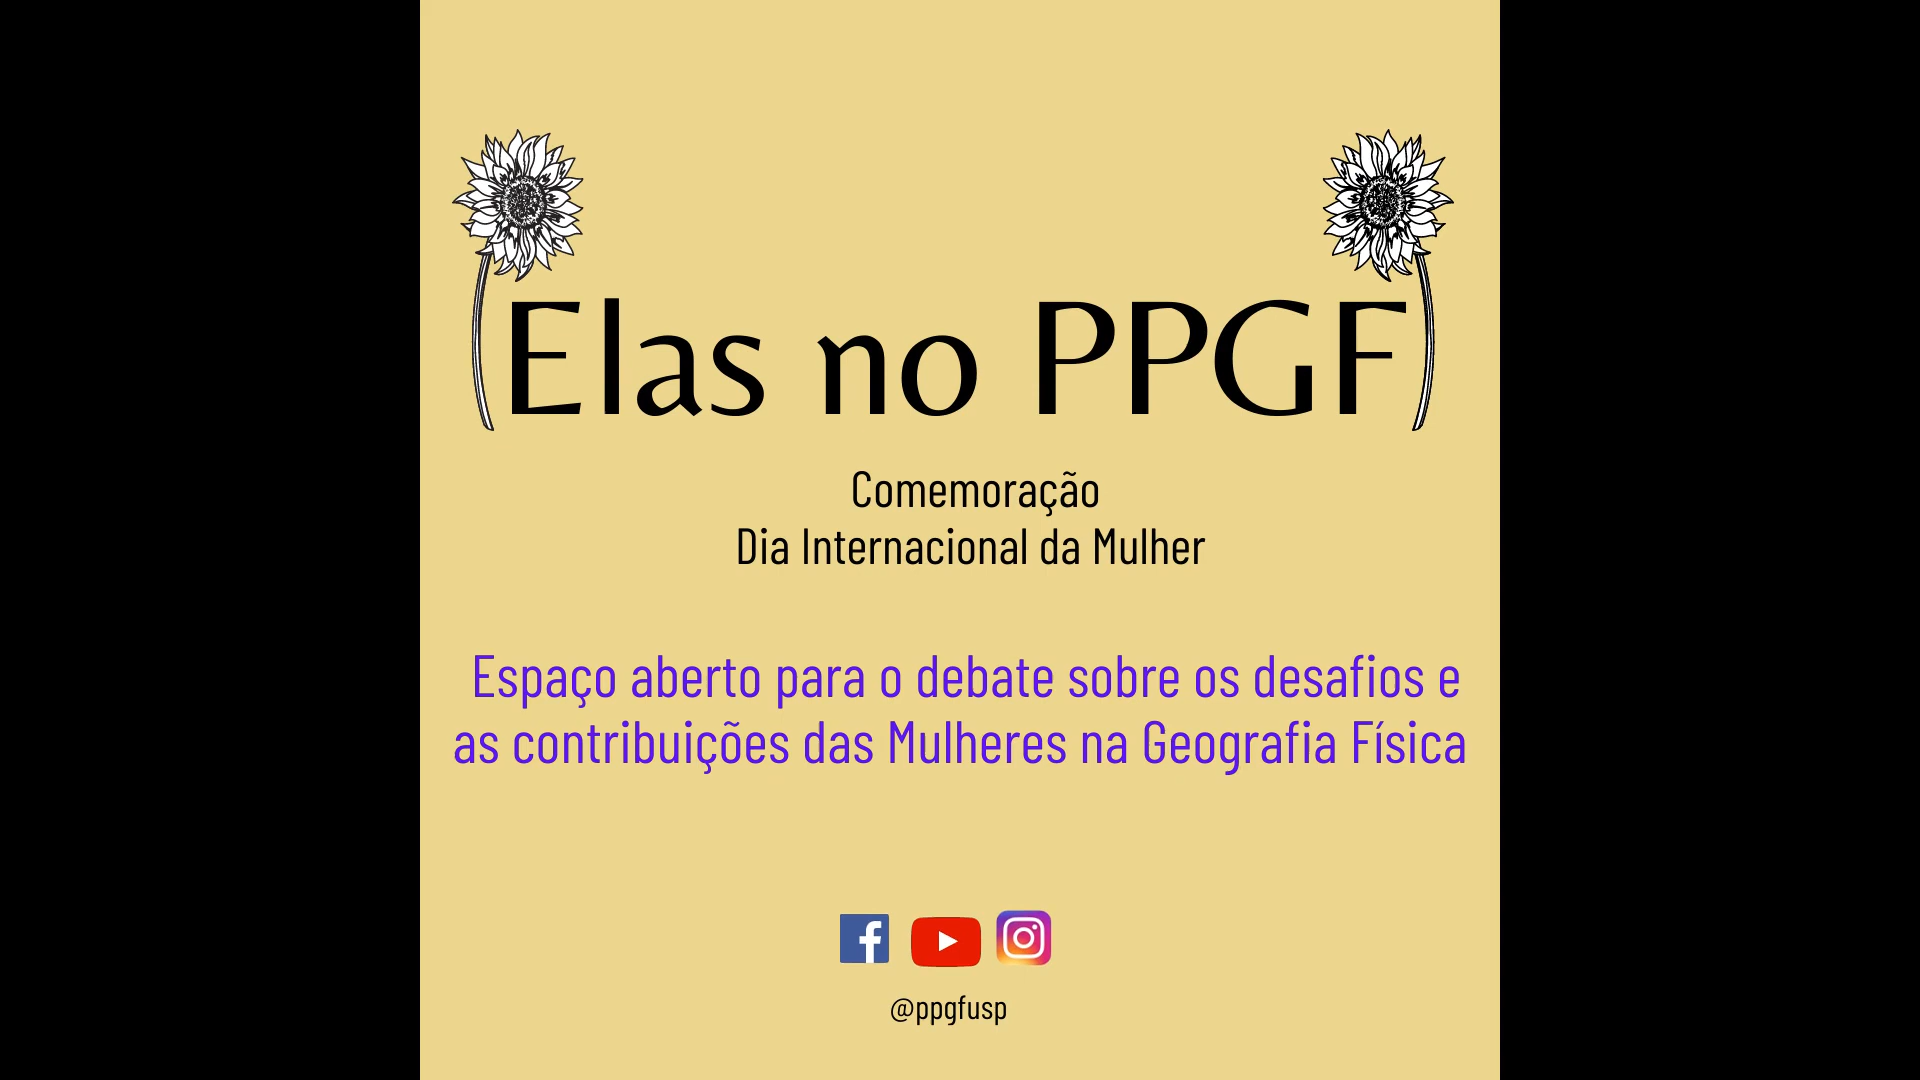 Elas no PPGF
Comemoração
Dia Internacional da Mulher
Espaço aberto para o debate sobre os desafios e
as contribuições das Mulheres na Geografia Física
@ppgfusp